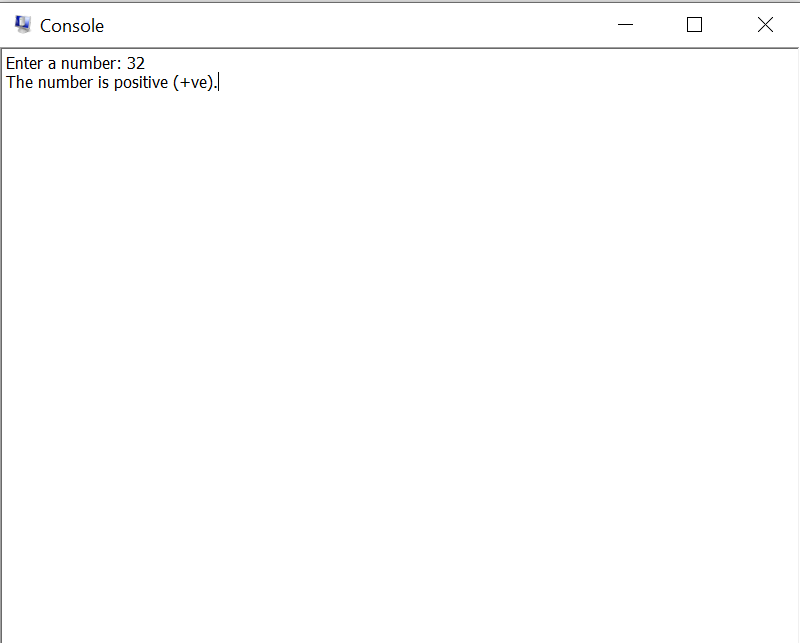 Console
Enter a number: 32
The number is positive (+ve).